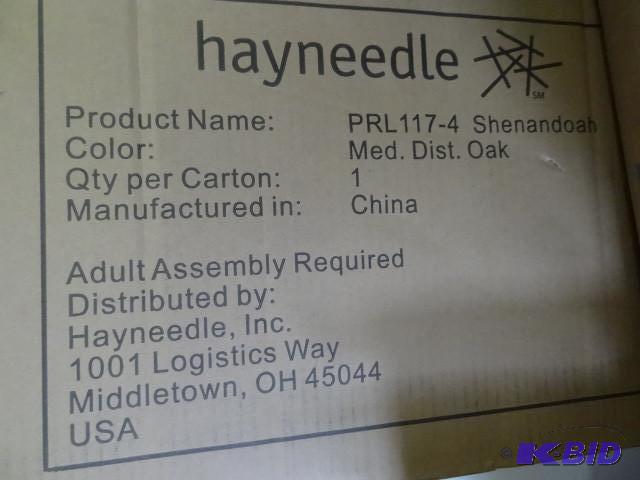 hayneedle
SM
Product Name: PRL117-4 Shenandoah
Color: Med. Dist. Oak
Qty per Carton: 1
Manufactured in: China
Adult Assembly Required
Distributed by:
Hayneedle, Inc.
1001 Logistics Way
Middletown, OH 45044
USA
© K-BID